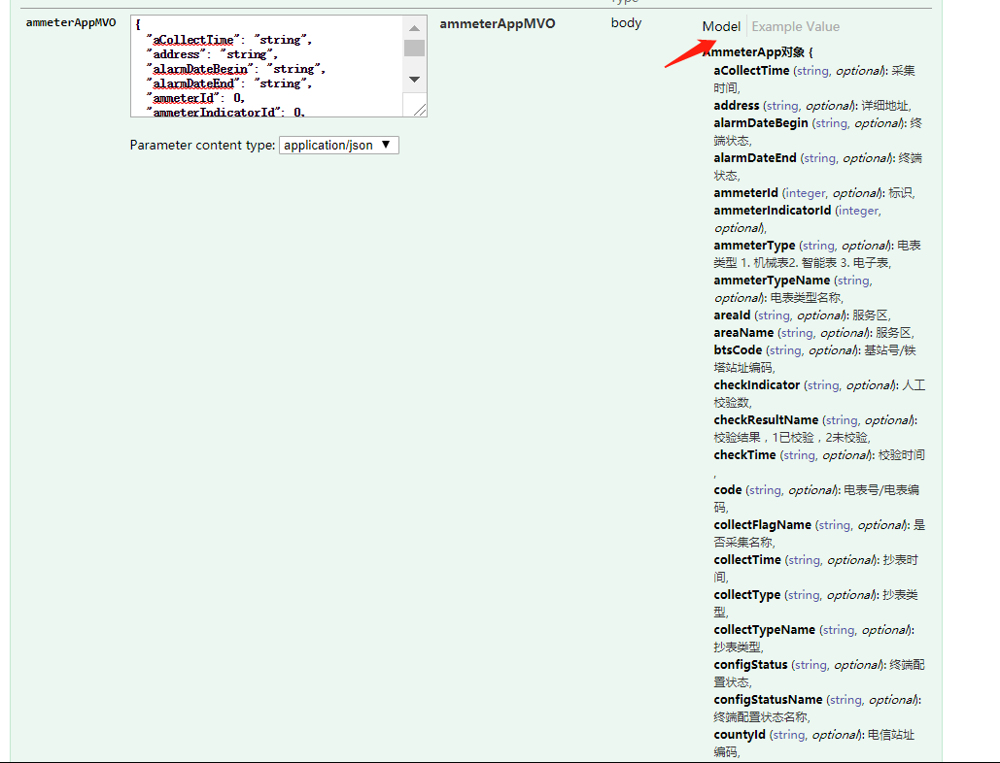 Type
ammeterAppMVO
{
"aCollectTime": "string",
"address": "string",
"alarmDateBegin": "string",
"alarmDateEnd": "string",
"ammeterId": 0,
"ammeterIndicatorId": 0,
Parameter content type: application/json
ammeterAppMVO
body
Model Example Value
AmmeterApp对象 {
aCollectTime (string, optional): 采集
时间,
address (string, optional): 详细地址,
alarmDateBegin (string, optional): 终
端状态,
alarmDateEnd (string, optional): 终端
状态,
ammeterId (integer, optional): 标识,
ammeterIndicatorId (integer,
optional),
ammeterType (string, optional): 电表
类型 1. 机械表2. 智能表 3. 电子表,
ammeterTypeName (string,
optional): 电表类型名称,
areaId (string, optional): 服务区,
areaName (string, optional): 服务区,
btsCode (string, optional): 基站号/铁
塔站址编码,
checkIndicator (string, optional): 人工
校验数,
checkResultName (string, optional):
校验结果，1已校验，2未校验,
checkTime (string, optional): 校验时间
,
code (string, optional): 电表号/电表编
码,
collectFlagName (string, optional): 是
否采集名称,
collectTime (string, optional): 抄表时
间,
collectType (string, optional): 抄表类
型,
collectTypeName (string, optional):
抄表类型,
configStatus (string, optional): 终端配
置状态,
configStatusName (string, optional):
终端配置状态名称,
countyId (string, optional): 电信站址
编码,